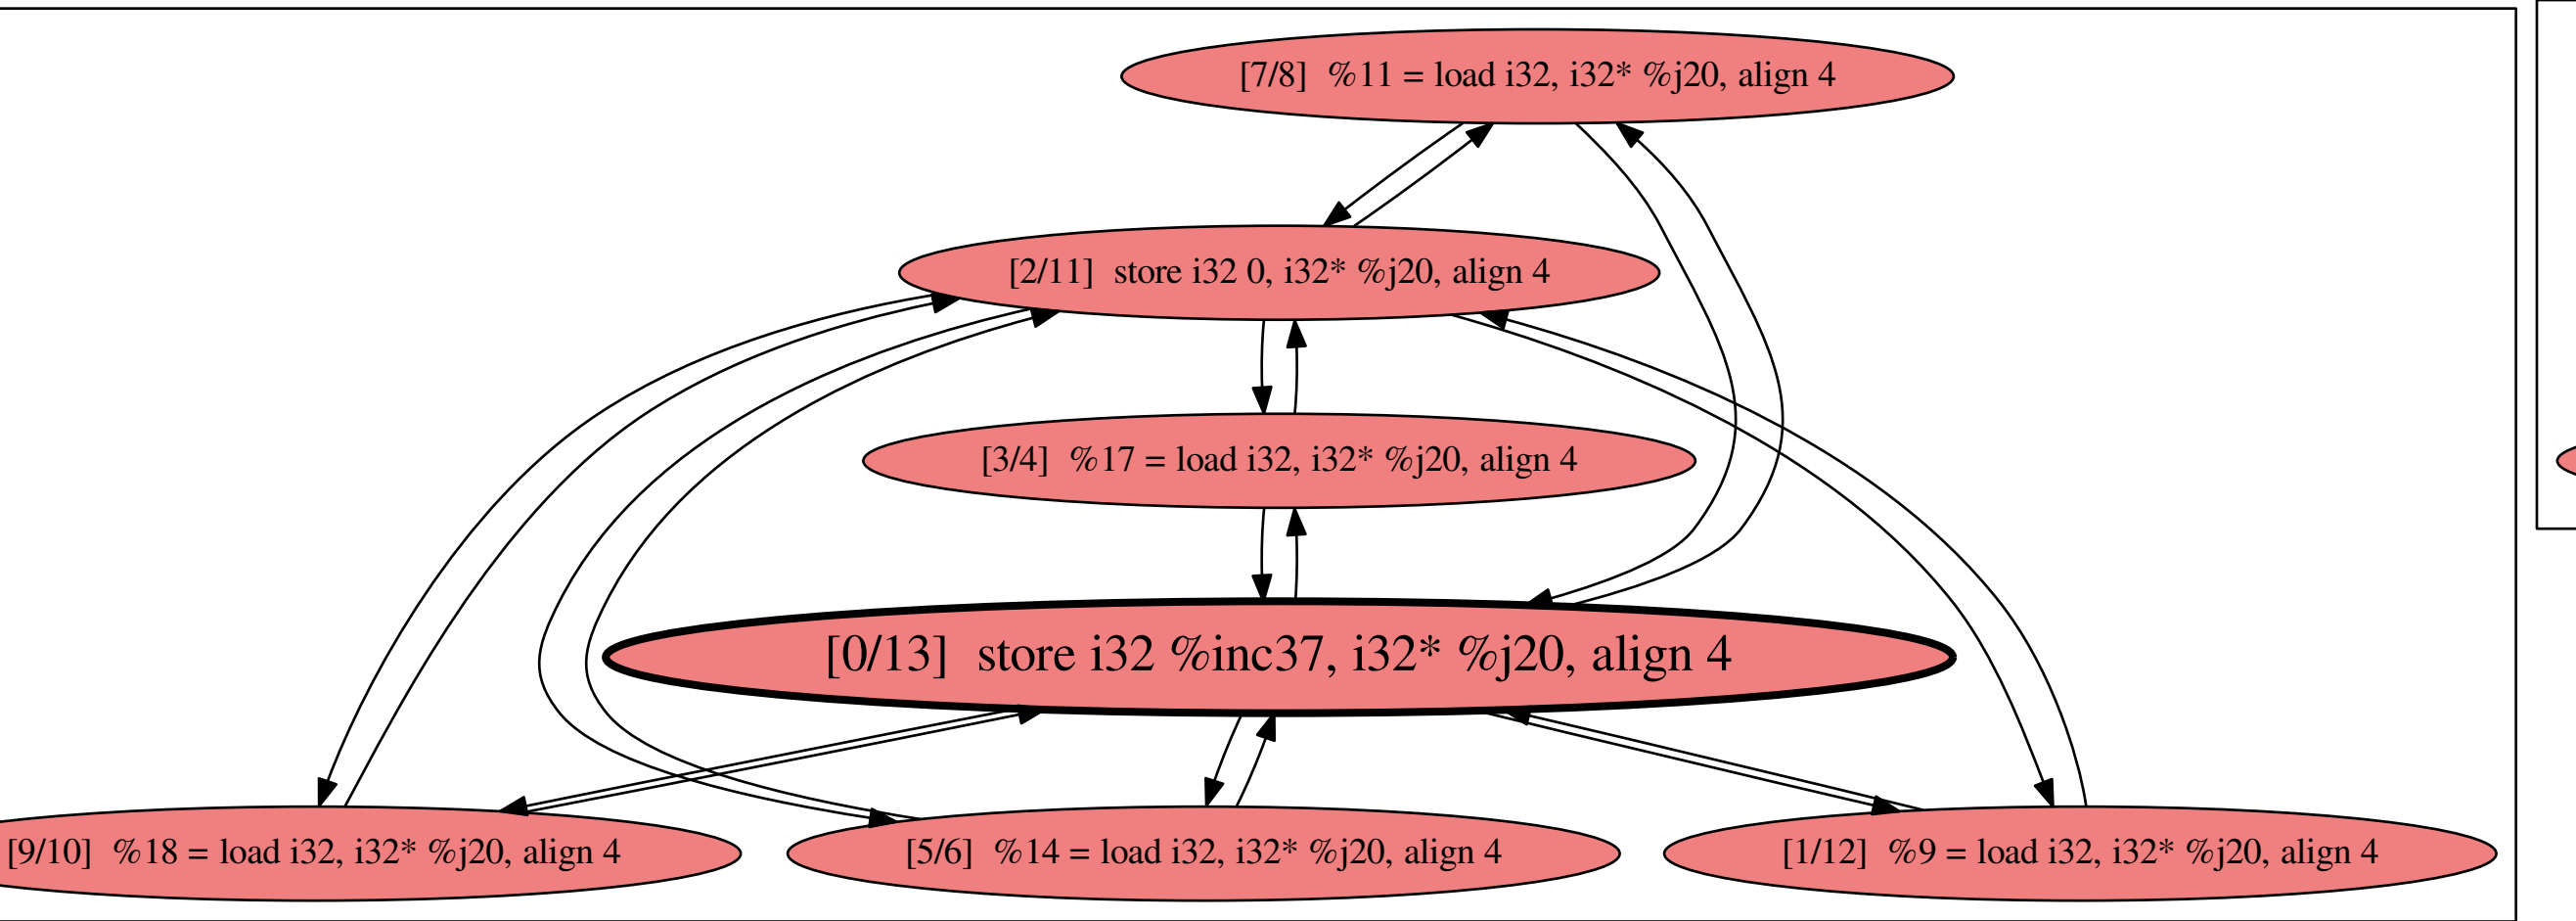 [7/8]  %11 = load i32, i32* %j20, align 4
[2/11]  store i32 0, i32* %j20, align 4
[3/4]  %17 = load i32, i32* %j20, align 4
[0/13]  store i32 %inc37, i32* %j20, align 4
[9/10]  %18 = load i32, i32* %j20, align 4
[5/6]  %14 = load i32, i32* %j20, align 4
[1/12]  %9 = load i32, i32* %j20, align 4